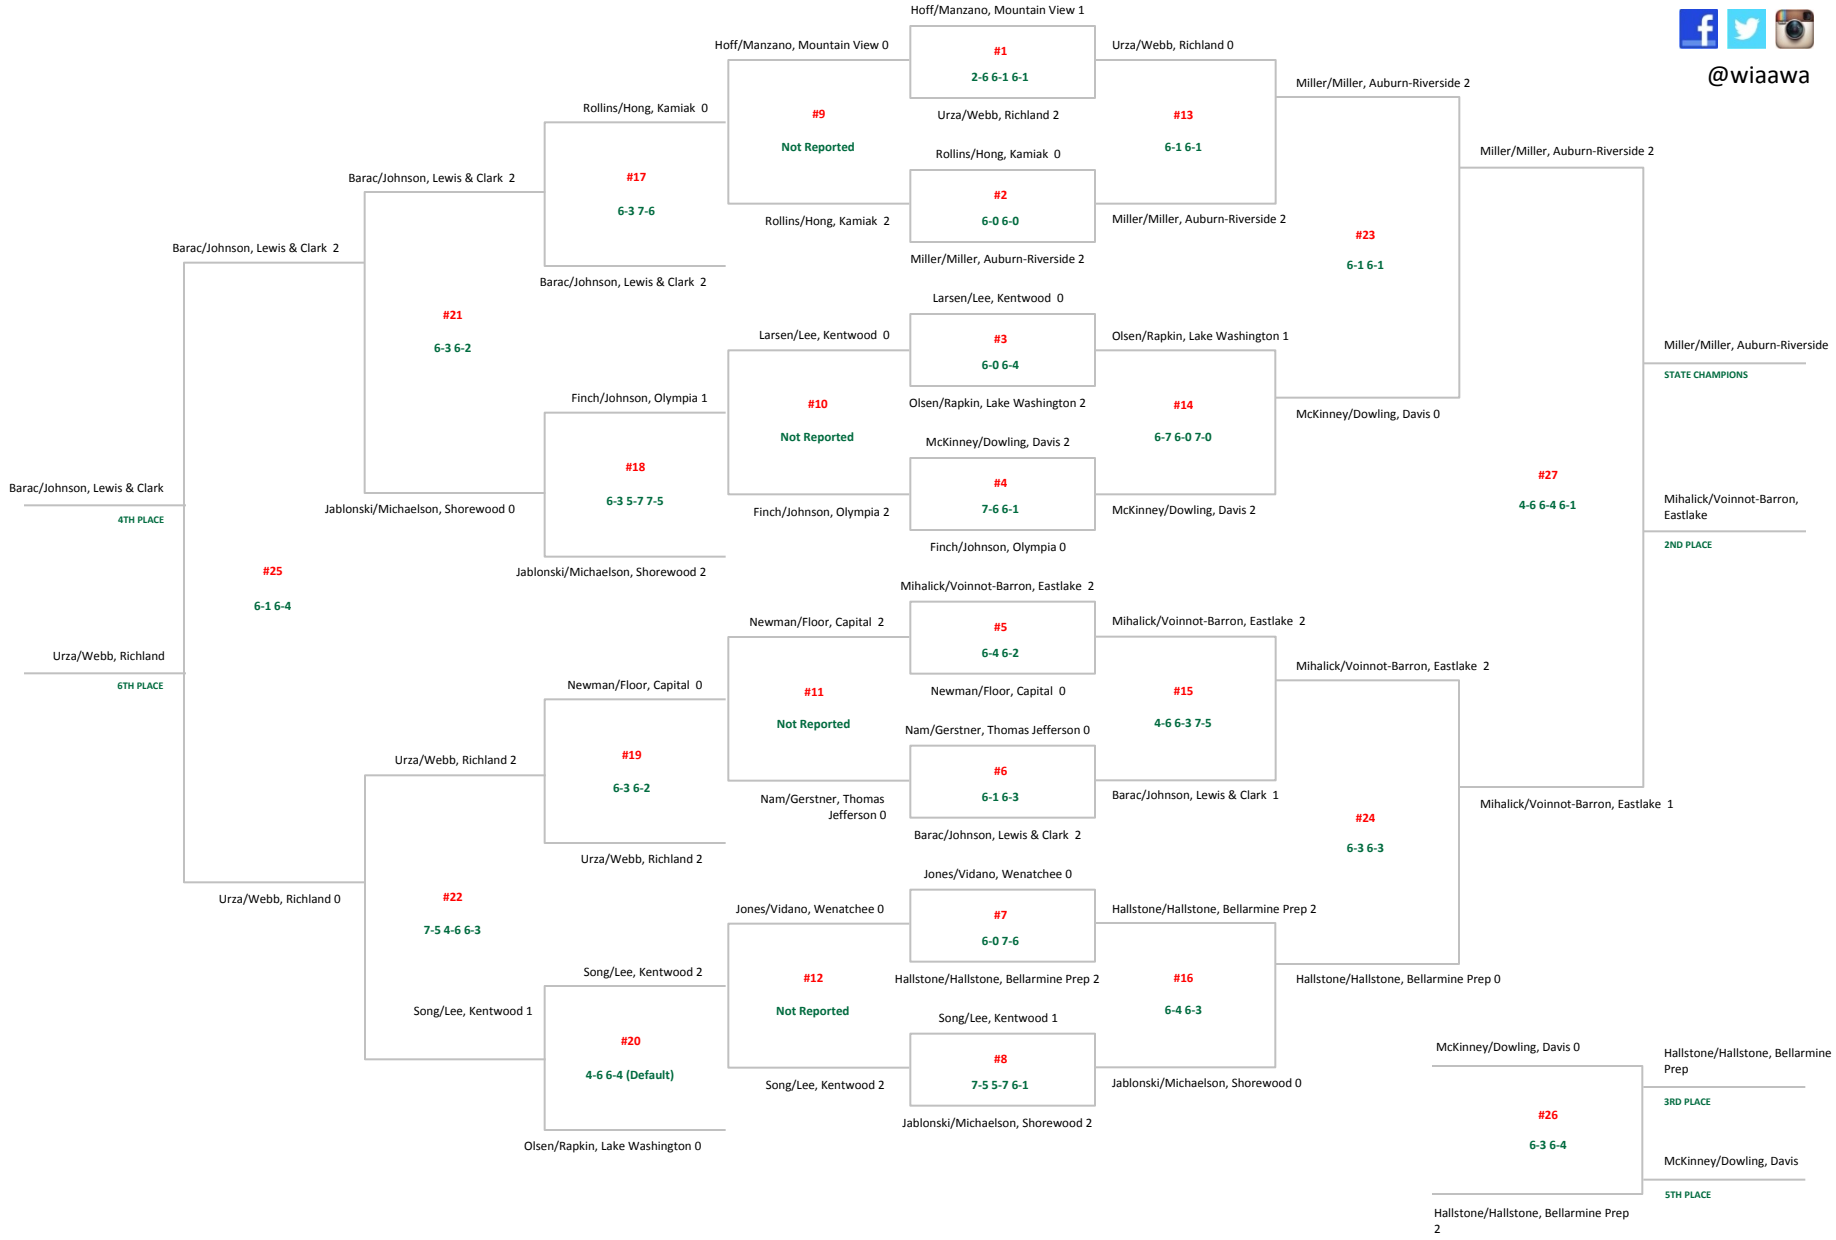 Hoff/Manzano, Mountain View 1
@wiaawa
Hoff/Manzano, Mountain View 0
#1
2-6 6-1 6-1
Urza/Webb, Richland 0
Miller/Miller, Auburn-Riverside 2
Rollins/Hong, Kamiak 0
#9
Urza/Webb, Richland 2
#13
Not Reported
6-1 6-1
Rollins/Hong, Kamiak 0
Miller/Miller, Auburn-Riverside 2
Barac/Johnson, Lewis & Clark 2
#17
#2
6-3 7-6
Rollins/Hong, Kamiak 2
6-0 6-0
Miller/Miller, Auburn-Riverside 2
#23
Barac/Johnson, Lewis & Clark 2
Miller/Miller, Auburn-Riverside 2
6-1 6-1
Barac/Johnson, Lewis & Clark 2
Larsen/Lee, Kentwood 0
#21
Larsen/Lee, Kentwood 0
#3
Olsen/Rapkin, Lake Washington 1
Miller/Miller, Auburn-Riverside
6-3 6-2
6-0 6-4
STATE CHAMPIONS
Finch/Johnson, Olympia 1
#10
Olsen/Rapkin, Lake Washington 2
#14
McKinney/Dowling, Davis 0
Not Reported
McKinney/Dowling, Davis 2
6-7 6-0 7-0
#18
#4
#27
Barac/Johnson, Lewis & Clark
6-3 5-7 7-5
7-6 6-1
4-6 6-4 6-1
Mihalick/Voinnot-Barron,
Eastlake
4TH PLACE
Jablonski/Michaelson, Shorewood 0
Finch/Johnson, Olympia 2
McKinney/Dowling, Davis 2
Finch/Johnson, Olympia 0
2ND PLACE
#25
Jablonski/Michaelson, Shorewood 2
6-1 6-4
Mihalick/Voinnot-Barron, Eastlake 2
Newman/Floor, Capital 2
#5
Mihalick/Voinnot-Barron, Eastlake 2
Urza/Webb, Richland
6-4 6-2
Mihalick/Voinnot-Barron, Eastlake 2
6TH PLACE
Newman/Floor, Capital 0
#11
Newman/Floor, Capital 0
#15
Not Reported
Nam/Gerstner, Thomas Jefferson 0
4-6 6-3 7-5
Urza/Webb, Richland 2
#19
#6
6-3 6-2
Nam/Gerstner, Thomas
Jefferson 0
6-1 6-3
Barac/Johnson, Lewis & Clark 1
Mihalick/Voinnot-Barron, Eastlake 1
#24
Barac/Johnson, Lewis & Clark 2
6-3 6-3
Urza/Webb, Richland 2
Jones/Vidano, Wenatchee 0
Urza/Webb, Richland 0
#22
Jones/Vidano, Wenatchee 0
#7
Hallstone/Hallstone, Bellarmine Prep 2
7-5 4-6 6-3
6-0 7-6
Song/Lee, Kentwood 2
#12
Hallstone/Hallstone, Bellarmine Prep 2
#16
Hallstone/Hallstone, Bellarmine Prep 0
Song/Lee, Kentwood 1
Not Reported
Song/Lee, Kentwood 1
6-4 6-3
#20
#8
McKinney/Dowling, Davis 0
Hallstone/Hallstone, Bellarmine
Prep
4-6 6-4 (Default)
Song/Lee, Kentwood 2
7-5 5-7 6-1
Jablonski/Michaelson, Shorewood 0
3RD PLACE
Jablonski/Michaelson, Shorewood 2
#26
Olsen/Rapkin, Lake Washington 0
6-3 6-4
McKinney/Dowling, Davis
5TH PLACE
Hallstone/Hallstone, Bellarmine Prep
2